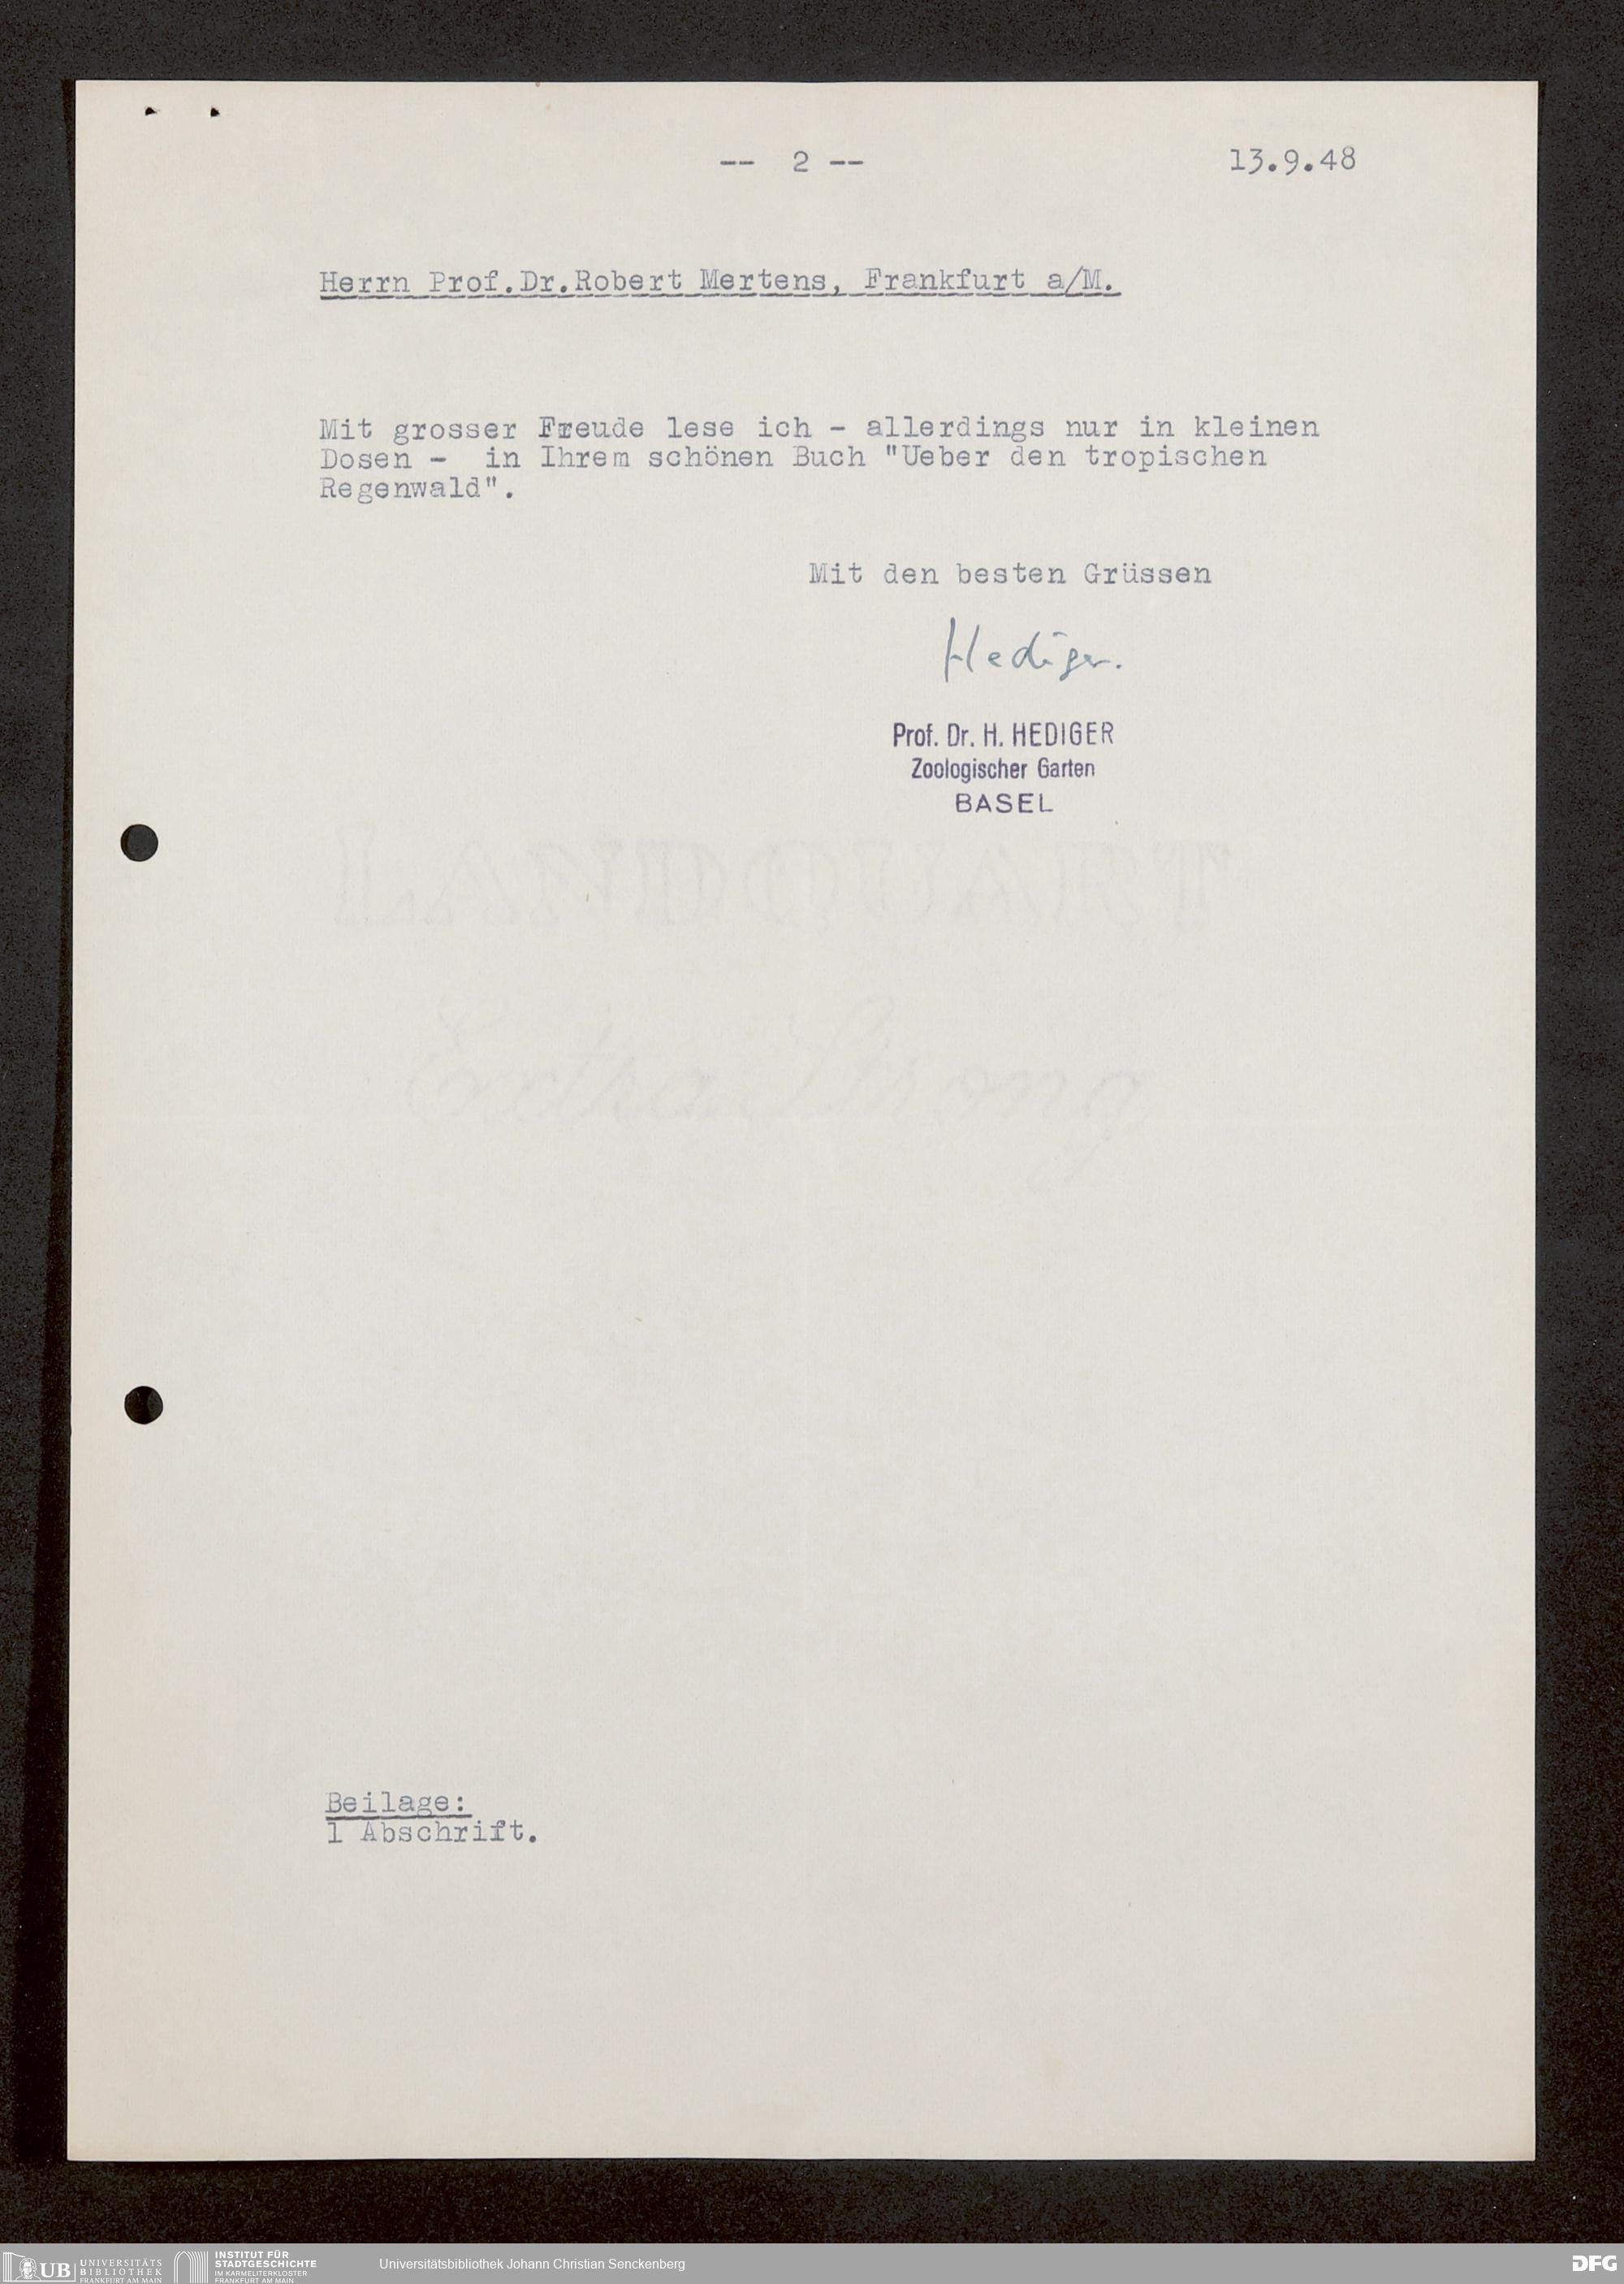 -- 2 --
13.9.48
Herrn Prof.Dr.Robert Mertens, Frankfurt a/M.
Mit grosser Freude lese ich - allerdings nur in kleinen
Dosen - in Ihrem schönen Buch "Ueber den tropischen
Regenwald".
Mit den besten Grüssen
Hediger.
Prof. Dr. H. HEDIGER
Zoologischer Garten
BASEL
LANDQUART
Extra Strong
Beilage:
1 Abschrift.
UB
UNIVERSITÄTS
BIBLIOTHEK
FRANKFURT AM MAIN
INSTITUT FÜR
STADTGESCHICHTE
IM KARMELITERKLOSTER
FRANKFURT AM MAIN
Universitätsbibliothek Johann Christian Senckenberg
DFG